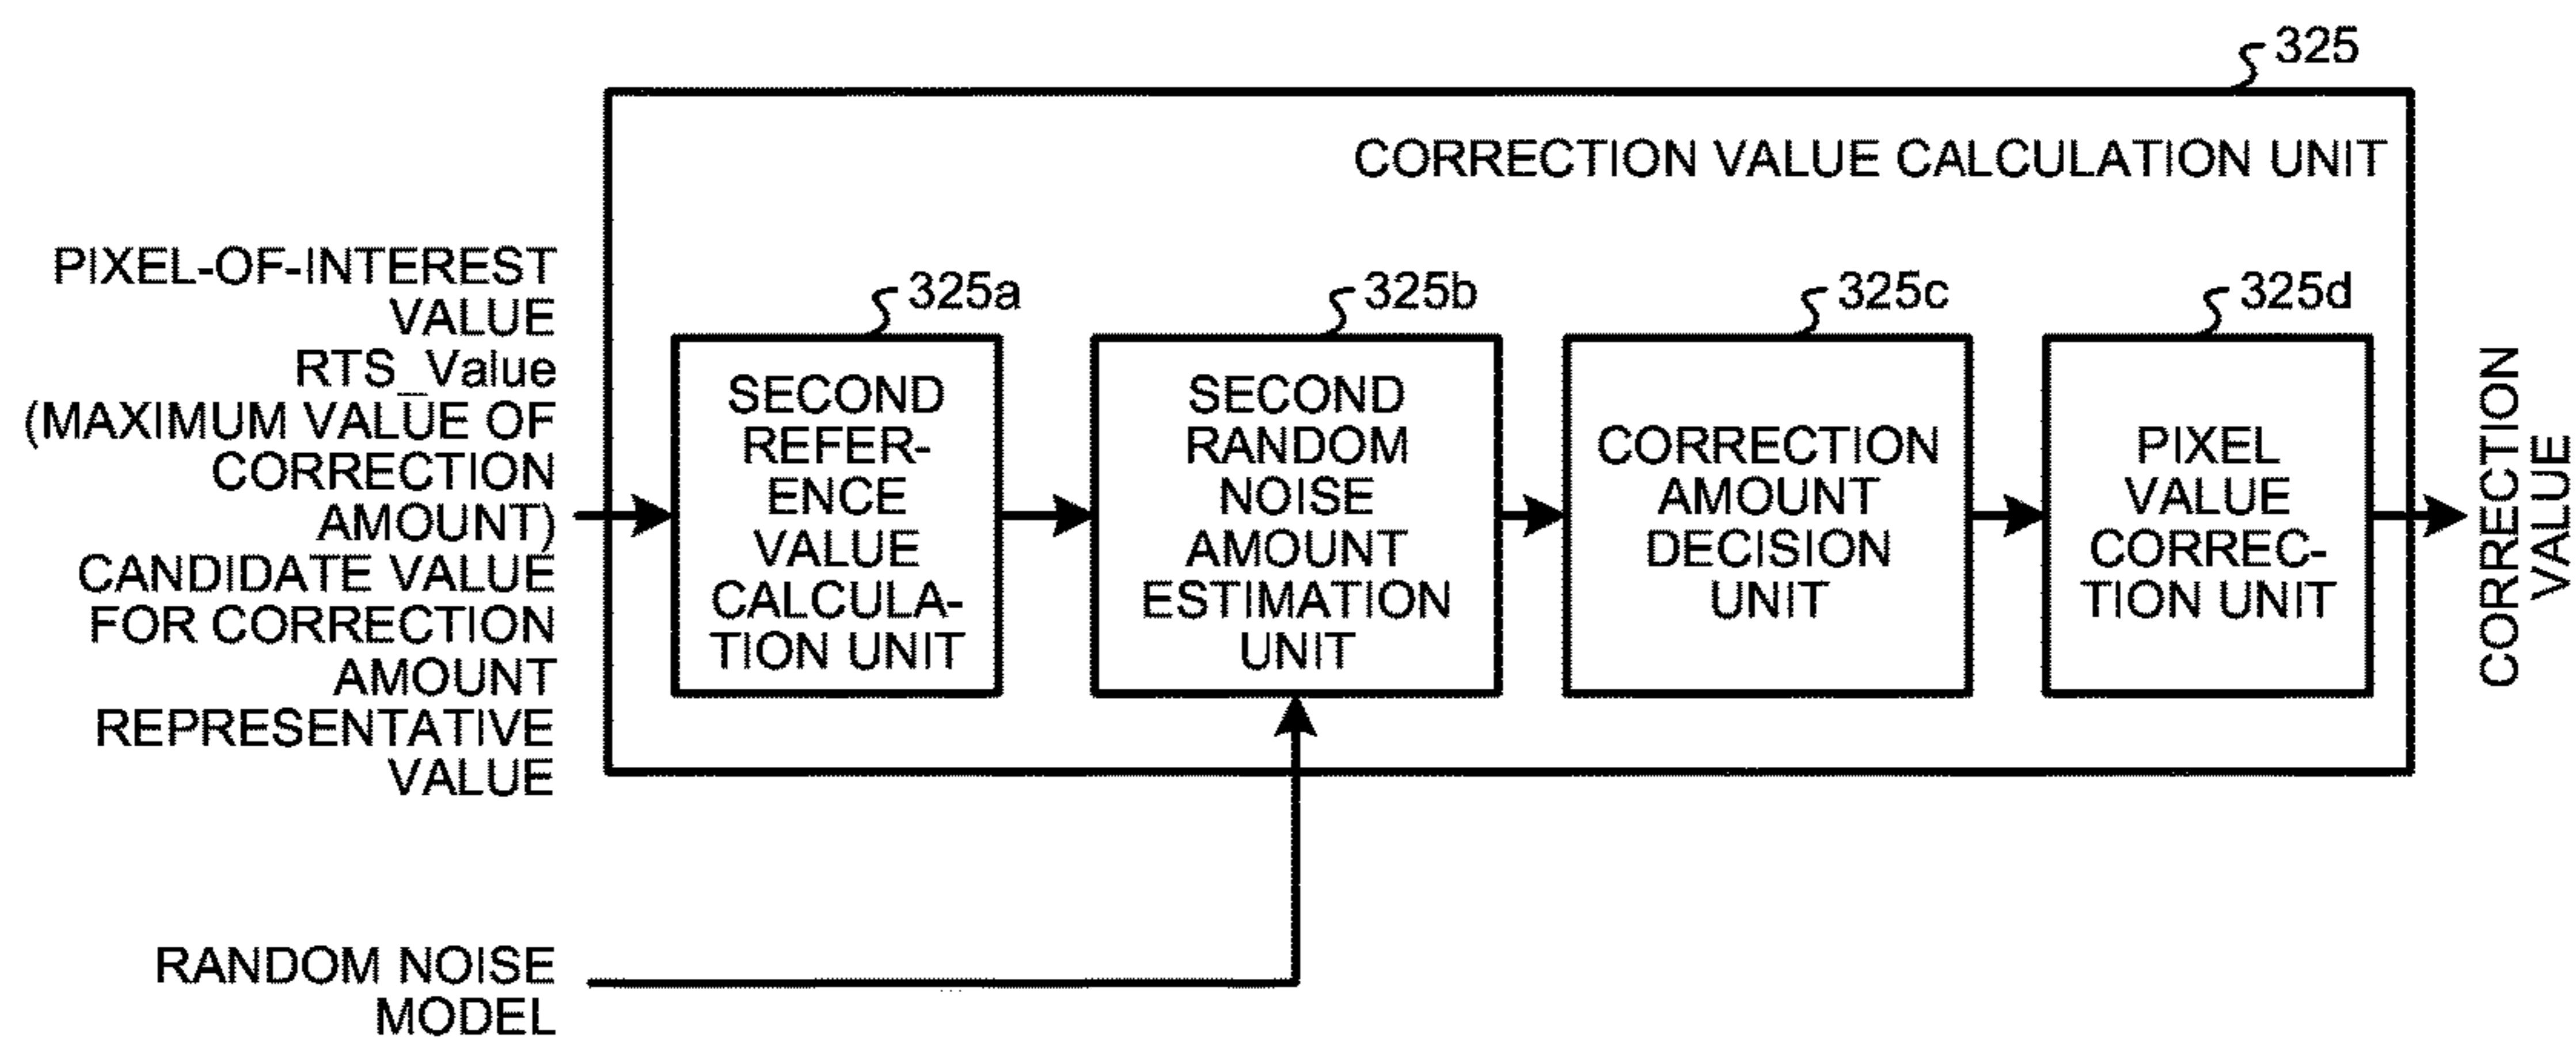 325
CORRECTION VALUE CALCULATION UNIT
PIXEL-OF-INTEREST
VALUE
RTS_Value
(MAXIMUM VALUE OF
CORRECTION
AMOUNT)
CANDIDATE VALUE
FOR CORRECTION
AMOUNT
REPRESENTATIVE
VALUE
325a
SECOND
REFER-
ENCE
VALUE
CALCULA-
TION UNIT
325b
SECOND
RANDOM
NOISE
AMOUNT
ESTIMATION
UNIT
325c
CORRECTION
AMOUNT
DECISION
UNIT
325d
PIXEL
VALUE
CORREC-
TION UNIT
CORRECTION
VALUE
RANDOM NOISE
MODEL